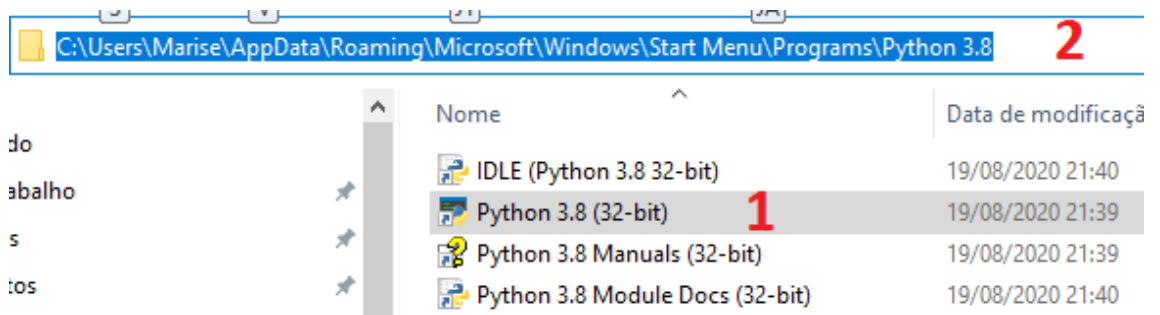 C:\Users\Marise\AppData\Roaming\Microsoft\Windows\Start Menu\Programs\Python 3.8 2
Nome Data de modificaçã
do
abalho
s
tos
IDLE (Python 3.8 32-bit) 19/08/2020 21:40
Python 3.8 (32-bit) 1 19/08/2020 21:39
Python 3.8 Manuals (32-bit) 19/08/2020 21:39
Python 3.8 Module Docs (32-bit) 19/08/2020 21:40